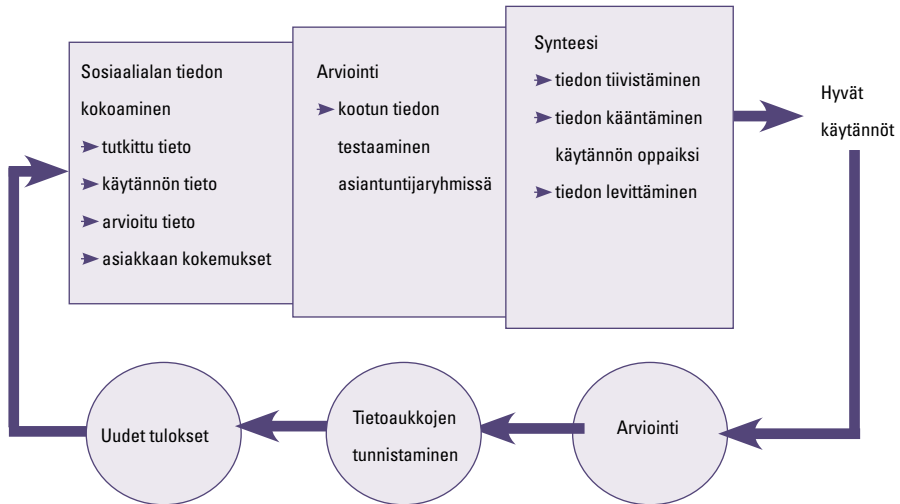 Sosiaalialan tiedon
kokoaminen
tutkittu tieto
käytännön tieto
arvioitu tieto
asiakkaan kokemukset
Arviointi
kootun tiedon
testaaminen
asiantuntijaryhmissä
Synteesi
tiedon tiivistäminen
tiedon kääntäminen
käytännön oppaiksi
tiedon levittäminen
Hyvät
käytännöt
Uudet tulokset
Tietoaukkojen
tunnistaminen
Arviointi